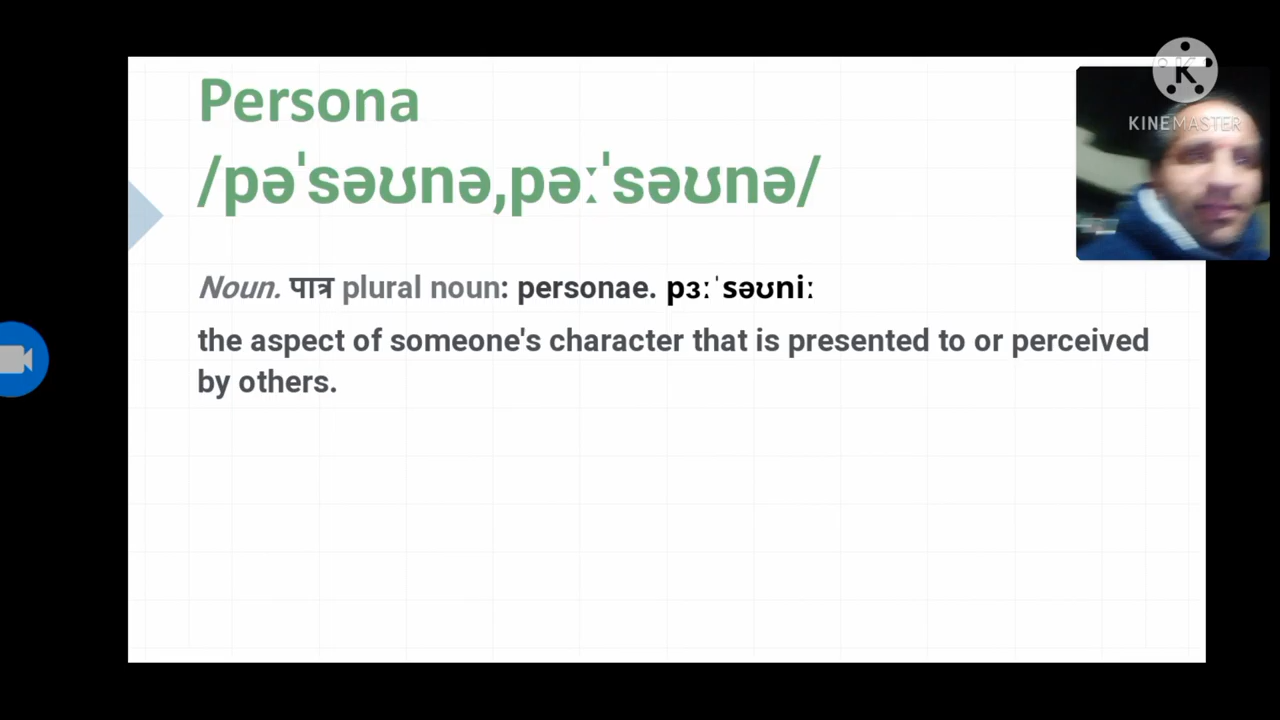 Persona
/pəˈsəʊnə,pəːˈsəʊnə/
Noun. पात्र plural noun: personae. pɜːˈsəʊniː
the aspect of someone's character that is presented to or perceived
by others.
K
KINEMASTER